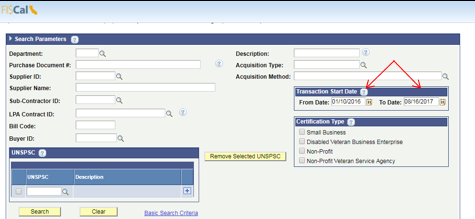 FI$Cal
Search Parameters
Department: Description:
Purchase Document #: Acquisition Type:
Supplier ID: Acquisition Method:
Supplier Name:
Sub-Contractor ID:
Transaction Start Date
From Date: 01/10/2016 To Date: 09/16/2017
LPA Contract ID:
Bill Code:
Buyer ID:
Certification Type
Small Business
Disabled Veteran Business Enterprise
Non-Profit
Non-Profit Veteran Service Agency
UNSPSC
Remove Selected UNSPSC
UNSPSC Description
Search Clear Basic Search Criteria